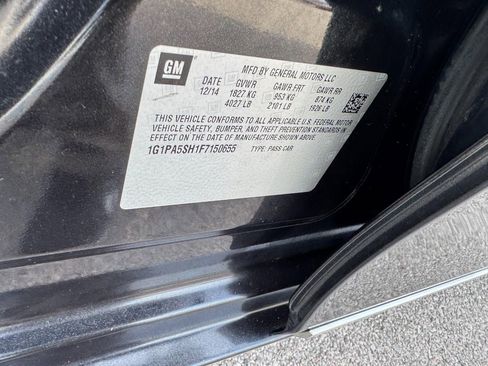 GM
MFD BY GENERAL MOTORS LLC
DATE GVWR GAWR FRT GAWR RR
12/14 1827 KG 953 KG 874 KG
4027 LB 2101 LB 1926 LB
THIS VEHICLE CONFORMS TO ALL APPLICABLE U.S. FEDERAL MOTOR
VEHICLE SAFETY, BUMPER, AND THEFT PREVENTION STANDARDS IN
EFFECT ON THE DATE OF MANUFACTURE SHOWN ABOVE.
1G1PA5SH1F7150655 TYPE: PASS CAR